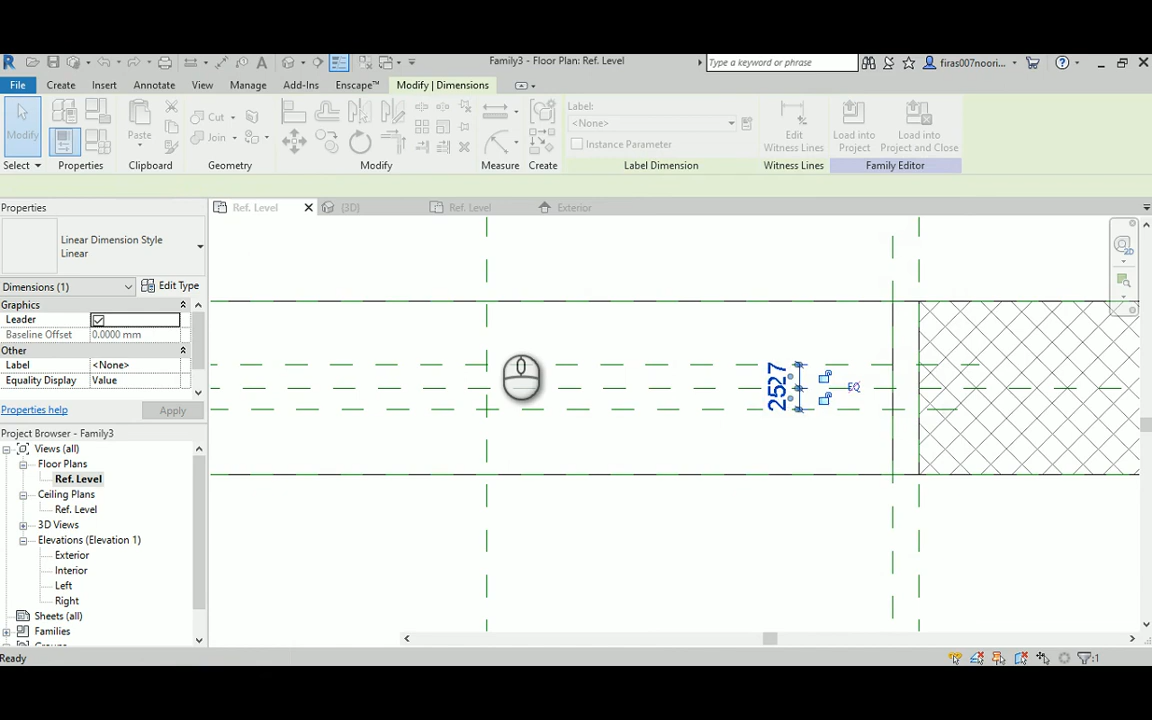 Family3 - Floor Plan: Ref. Level
Type a keyword or phrase
firas007noori...
File
Create
Insert
Annotate
View
Manage
Add-Ins
Enscape™
Modify | Dimensions
Modify
Paste
Cut
Join
Label:
<None>
Instance Parameter
Edit
Witness Lines
Load into
Project
Load into
Project and Close
Select
Properties
Clipboard
Geometry
Modify
Measure
Create
Label Dimension
Witness Lines
Family Editor
Properties
Ref. Level
(3D)
Ref. Level
Exterior
Linear Dimension Style
Linear
Dimensions (1)
Edit Type
Graphics
Leader
Baseline Offset
0.0000 mm
Other
Label
<None>
Equality Display
Value
Properties help
Apply
Project Browser - Family3
Views (all)
Floor Plans
Ref. Level
Ceiling Plans
Ref. Level
3D Views
Elevations (Elevation 1)
Exterior
Interior
Left
Right
Sheets (all)
Families
2527
EQ
2D
Ready
:1